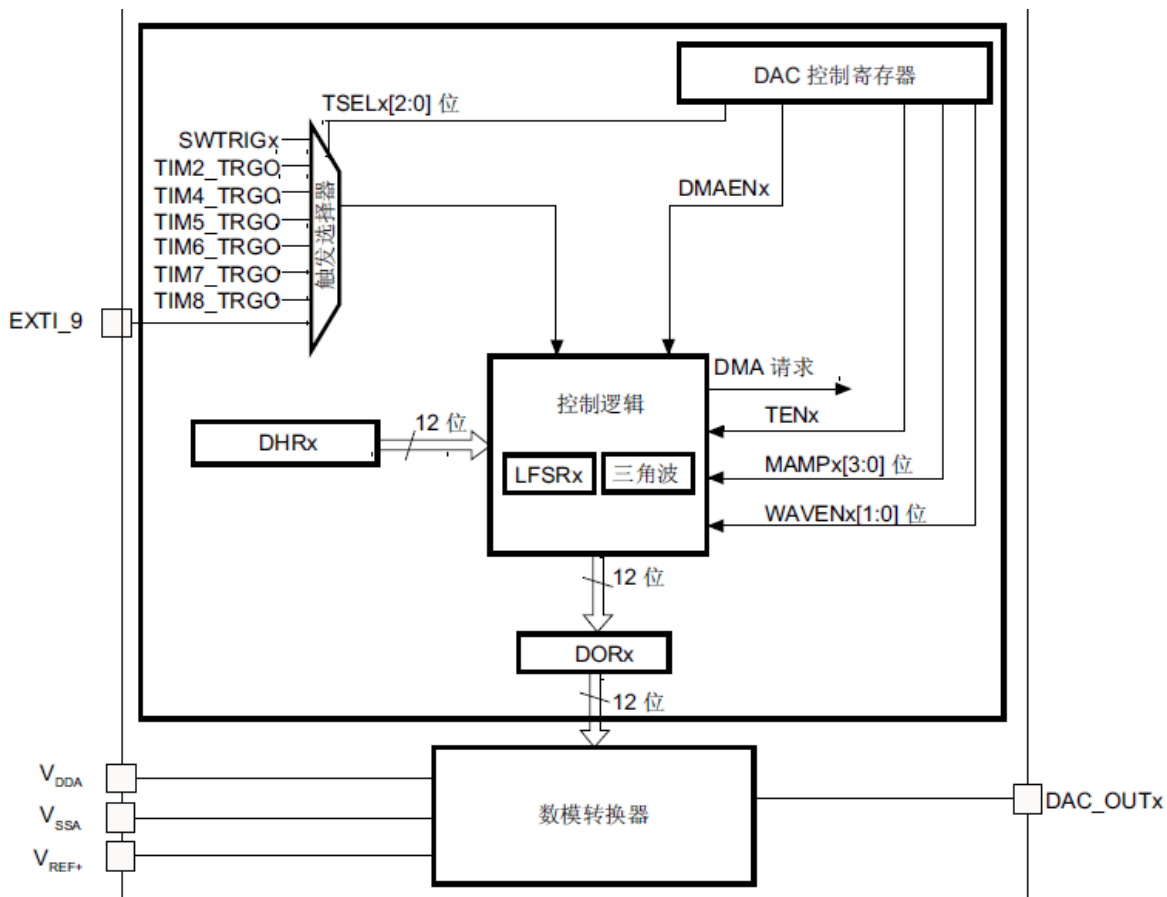 DAC 控制寄存器
TSELx[2:0] 位
SWTRIGx
TIM2_TRGO
TIM4_TRGO
TIM5_TRGO
TIM6_TRGO
TIM7_TRGO
TIM8_TRGO
触发选择器
DMAENx
EXTI_9
DMA 请求
控制逻辑
TENx
DHRx
12 位
LFSRx
三角波
MAMPx[3:0] 位
WAVENx[1:0] 位
12 位
DORx
12 位
VDDA
VSSA
VREF+
数模转换器
DAC_OUTx